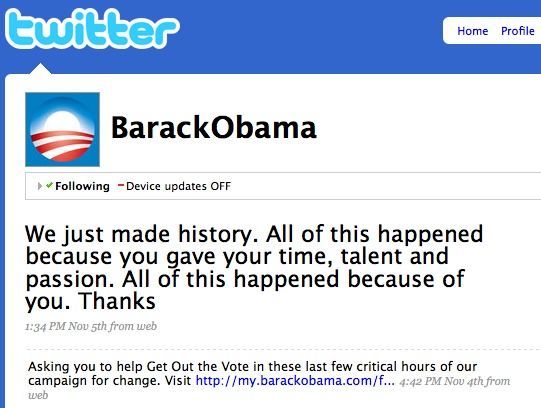 twitter
Home Profile
BarackObama
Following Device updates OFF
We just made history. All of this happened
because you gave your time, talent and
passion. All of this happened because of
you. Thanks
1:34 PM Nov 5th from web
Asking you to help Get Out the Vote in these last few critical hours of our
campaign for change. Visit http://my.barackobama.com/f... 4:42 PM Nov 4th from
web